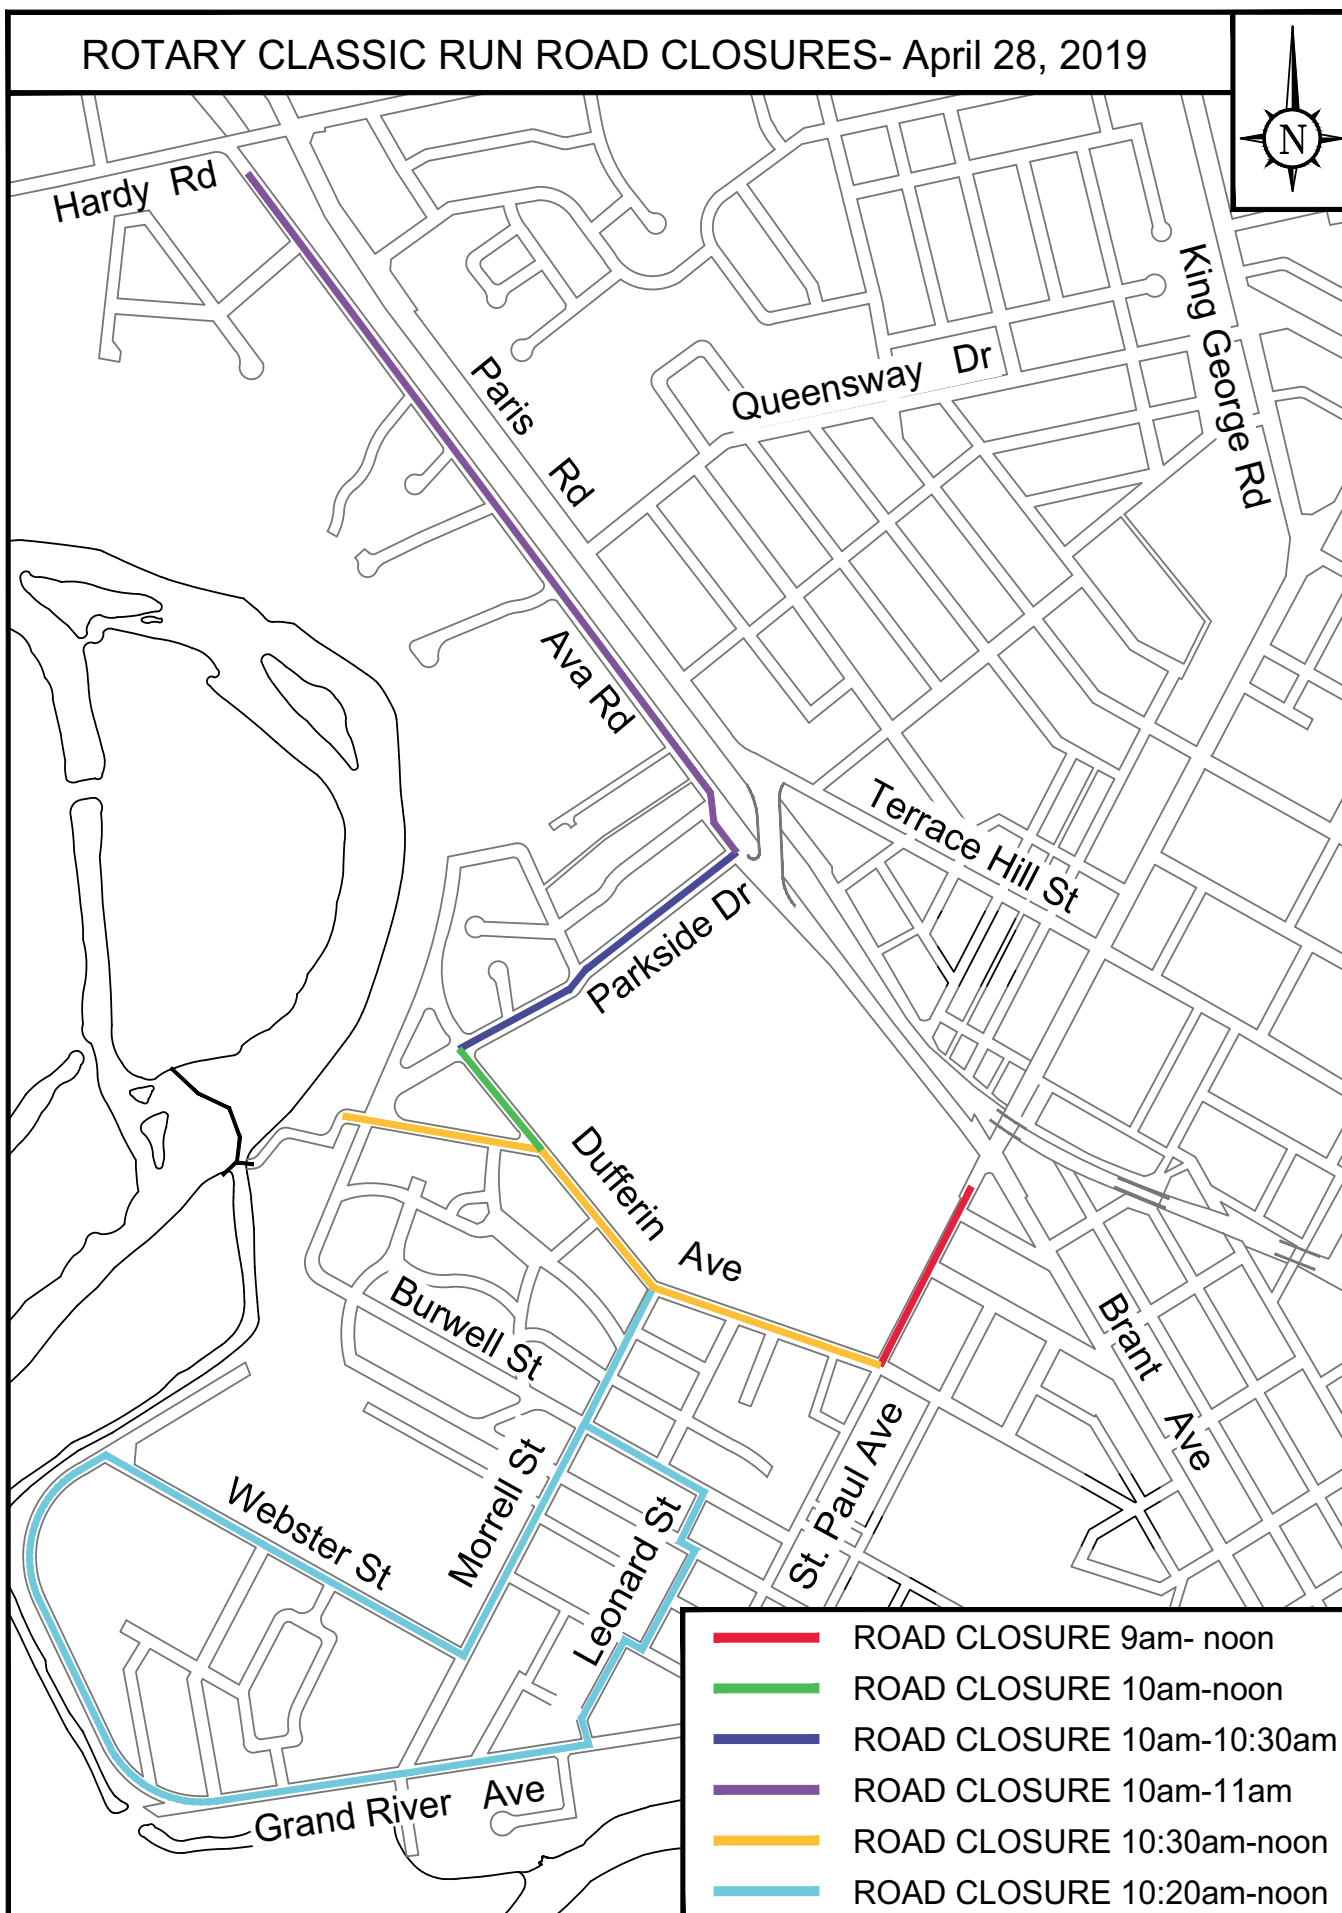 ROTARY CLASSIC RUN ROAD CLOSURES- April 28, 2019
N
Hardy Rd
King George Rd
Paris Rd
Queensway Dr
Ava Rd
Terrace Hill St
Parkside Dr
Dufferin Ave
Burwell St
Brant Ave
Morrell St
Webster St
Leonard St
St. Paul Ave
Grand River Ave
ROAD CLOSURE 9am- noon
ROAD CLOSURE 10am-noon
ROAD CLOSURE 10am-10:30am
ROAD CLOSURE 10am-11am
ROAD CLOSURE 10:30am-noon
ROAD CLOSURE 10:20am-noon